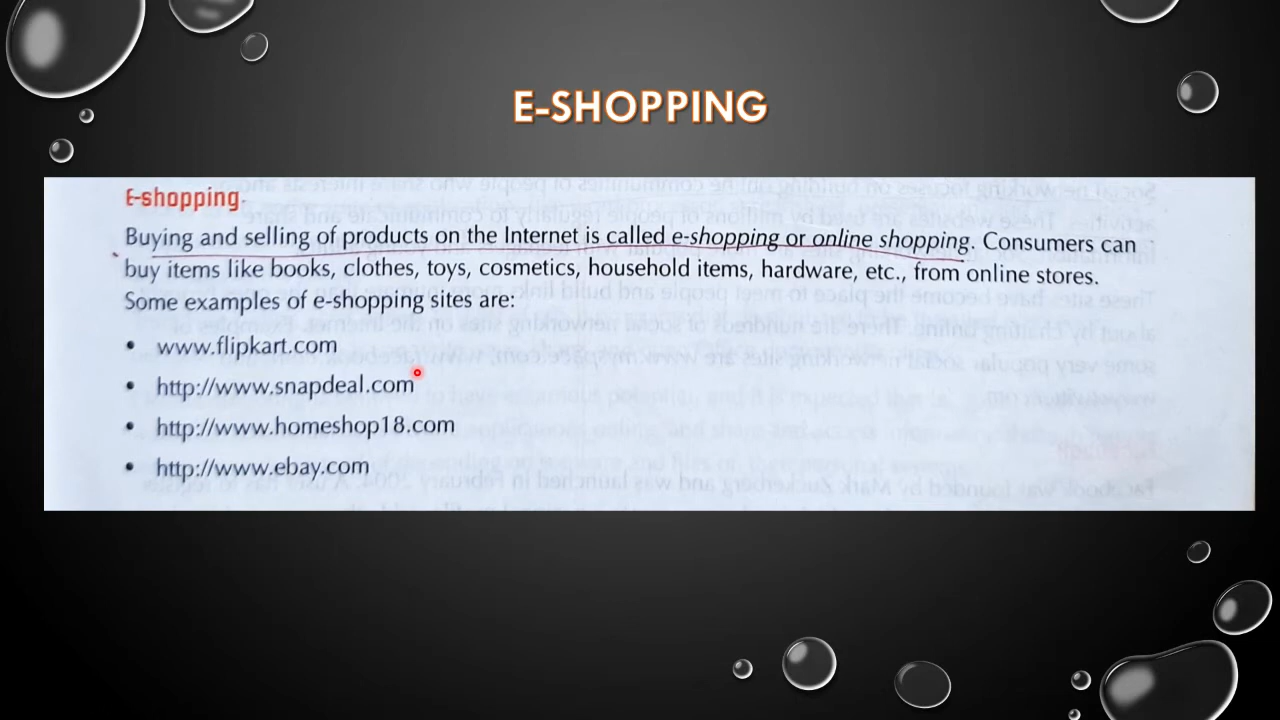 E-SHOPPING
E-shopping
Buying and selling of products on the Internet is called e-shopping or online shopping. Consumers can
buy items like books, clothes, toys, cosmetics, household items, hardware, etc., from online stores.
Some examples of e-shopping sites are:
• www.flipkart.com
• http://www.snapdeal.com
• http://www.homeshop18.com
• http://www.ebay.com